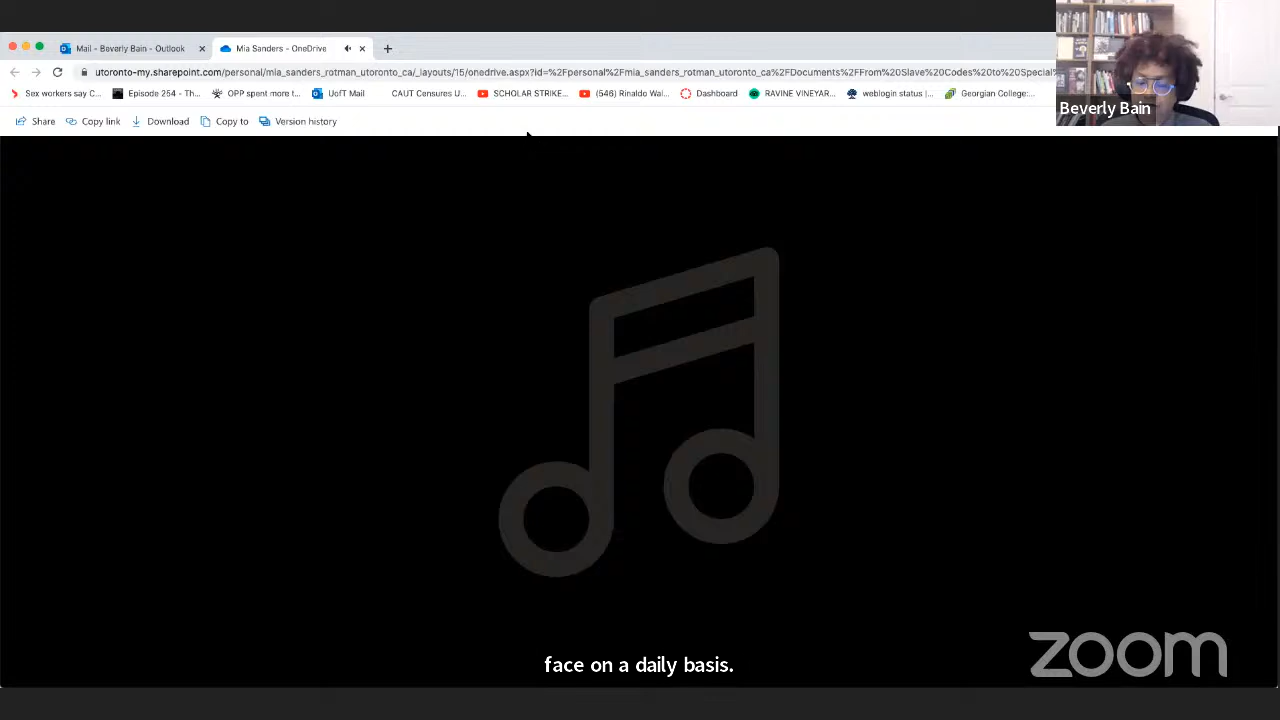 Mail - Beverly Bain - Outlook
Mia Sanders - OneDrive
utoronto-my.sharepoint.com/personal/mia_sanders_rotman_utoronto_ca/_layouts/15/onedrive.aspx?id=%2Fpersonal%2Fmia_sanders_rotman_utoronto_ca%2FDocuments%2FFrom%20Slave%20Codes%20to%20Special
Sex workers say C... Episode 254 - Th... OPP spent more t... UofT Mail CAUT Censures U... SCHOLAR STRIKE... (546) Rinaldo Wal... Dashboard RAVINE VINEYAR... weblogin status |... Georgian College:...
Share Copy link Download Copy to Version history
Beverly Bain
face on a daily basis.
zoom